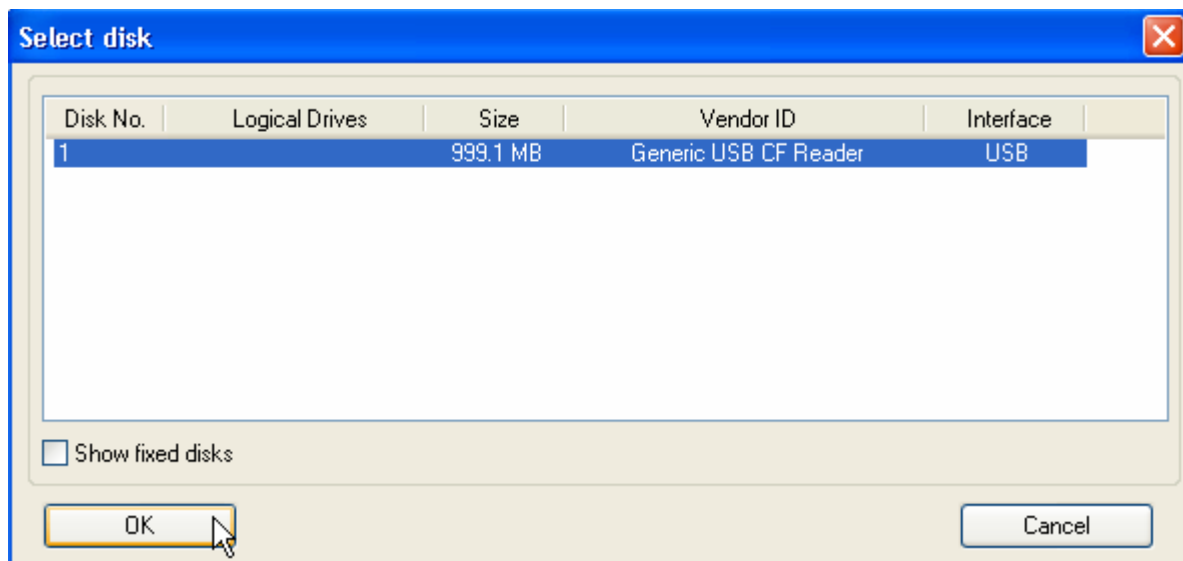 Select disk
Disk No. Logical Drives Size Vendor ID Interface
1 999.1 MB Generic USB CF Reader USB
Show fixed disks
OK Cancel